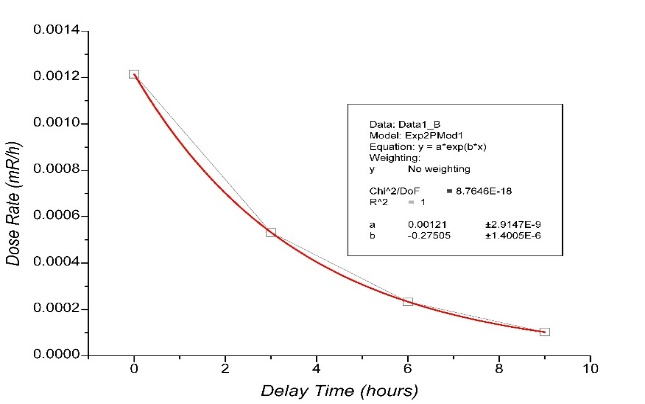 0.0014
0.0012
0.0010
0.0008
0.0006
0.0004
0.0002
0.0000
Dose Rate (mR/h)
Data: Data1_B
Model: Exp2PMod1
Equation: y = a*exp(b*x)
Weighting:
y No weighting
Chi^2/DoF = 8.7646E-18
R^2 = 1
a 0.00121 ±2.9147E-9
b -0.27505 ±1.4005E-6
0 2 4 6 8 10
Delay Time (hours)